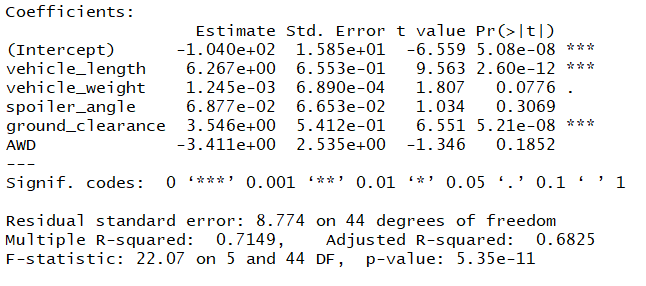 Coefficients:
Estimate Std. Error t value Pr(>|t|)
(Intercept) -1.040e+02 1.585e+01 -6.559 5.08e-08 ***
vehicle_length 6.267e+00 6.553e-01 9.563 2.60e-12 ***
vehicle_weight 1.245e-03 6.890e-04 1.807 0.0776 .
spoiler_angle 6.877e-02 6.653e-02 1.034 0.3069
ground_clearance 3.546e+00 5.412e-01 6.551 5.21e-08 ***
AWD -3.411e+00 2.535e+00 -1.346 0.1852
---
Signif. codes: 0 ‘***’ 0.001 ‘**’ 0.01 ‘*’ 0.05 ‘.’ 0.1 ‘ ’ 1
Residual standard error: 8.774 on 44 degrees of freedom
Multiple R-squared: 0.7149, Adjusted R-squared: 0.6825
F-statistic: 22.07 on 5 and 44 DF, p-value: 5.35e-11